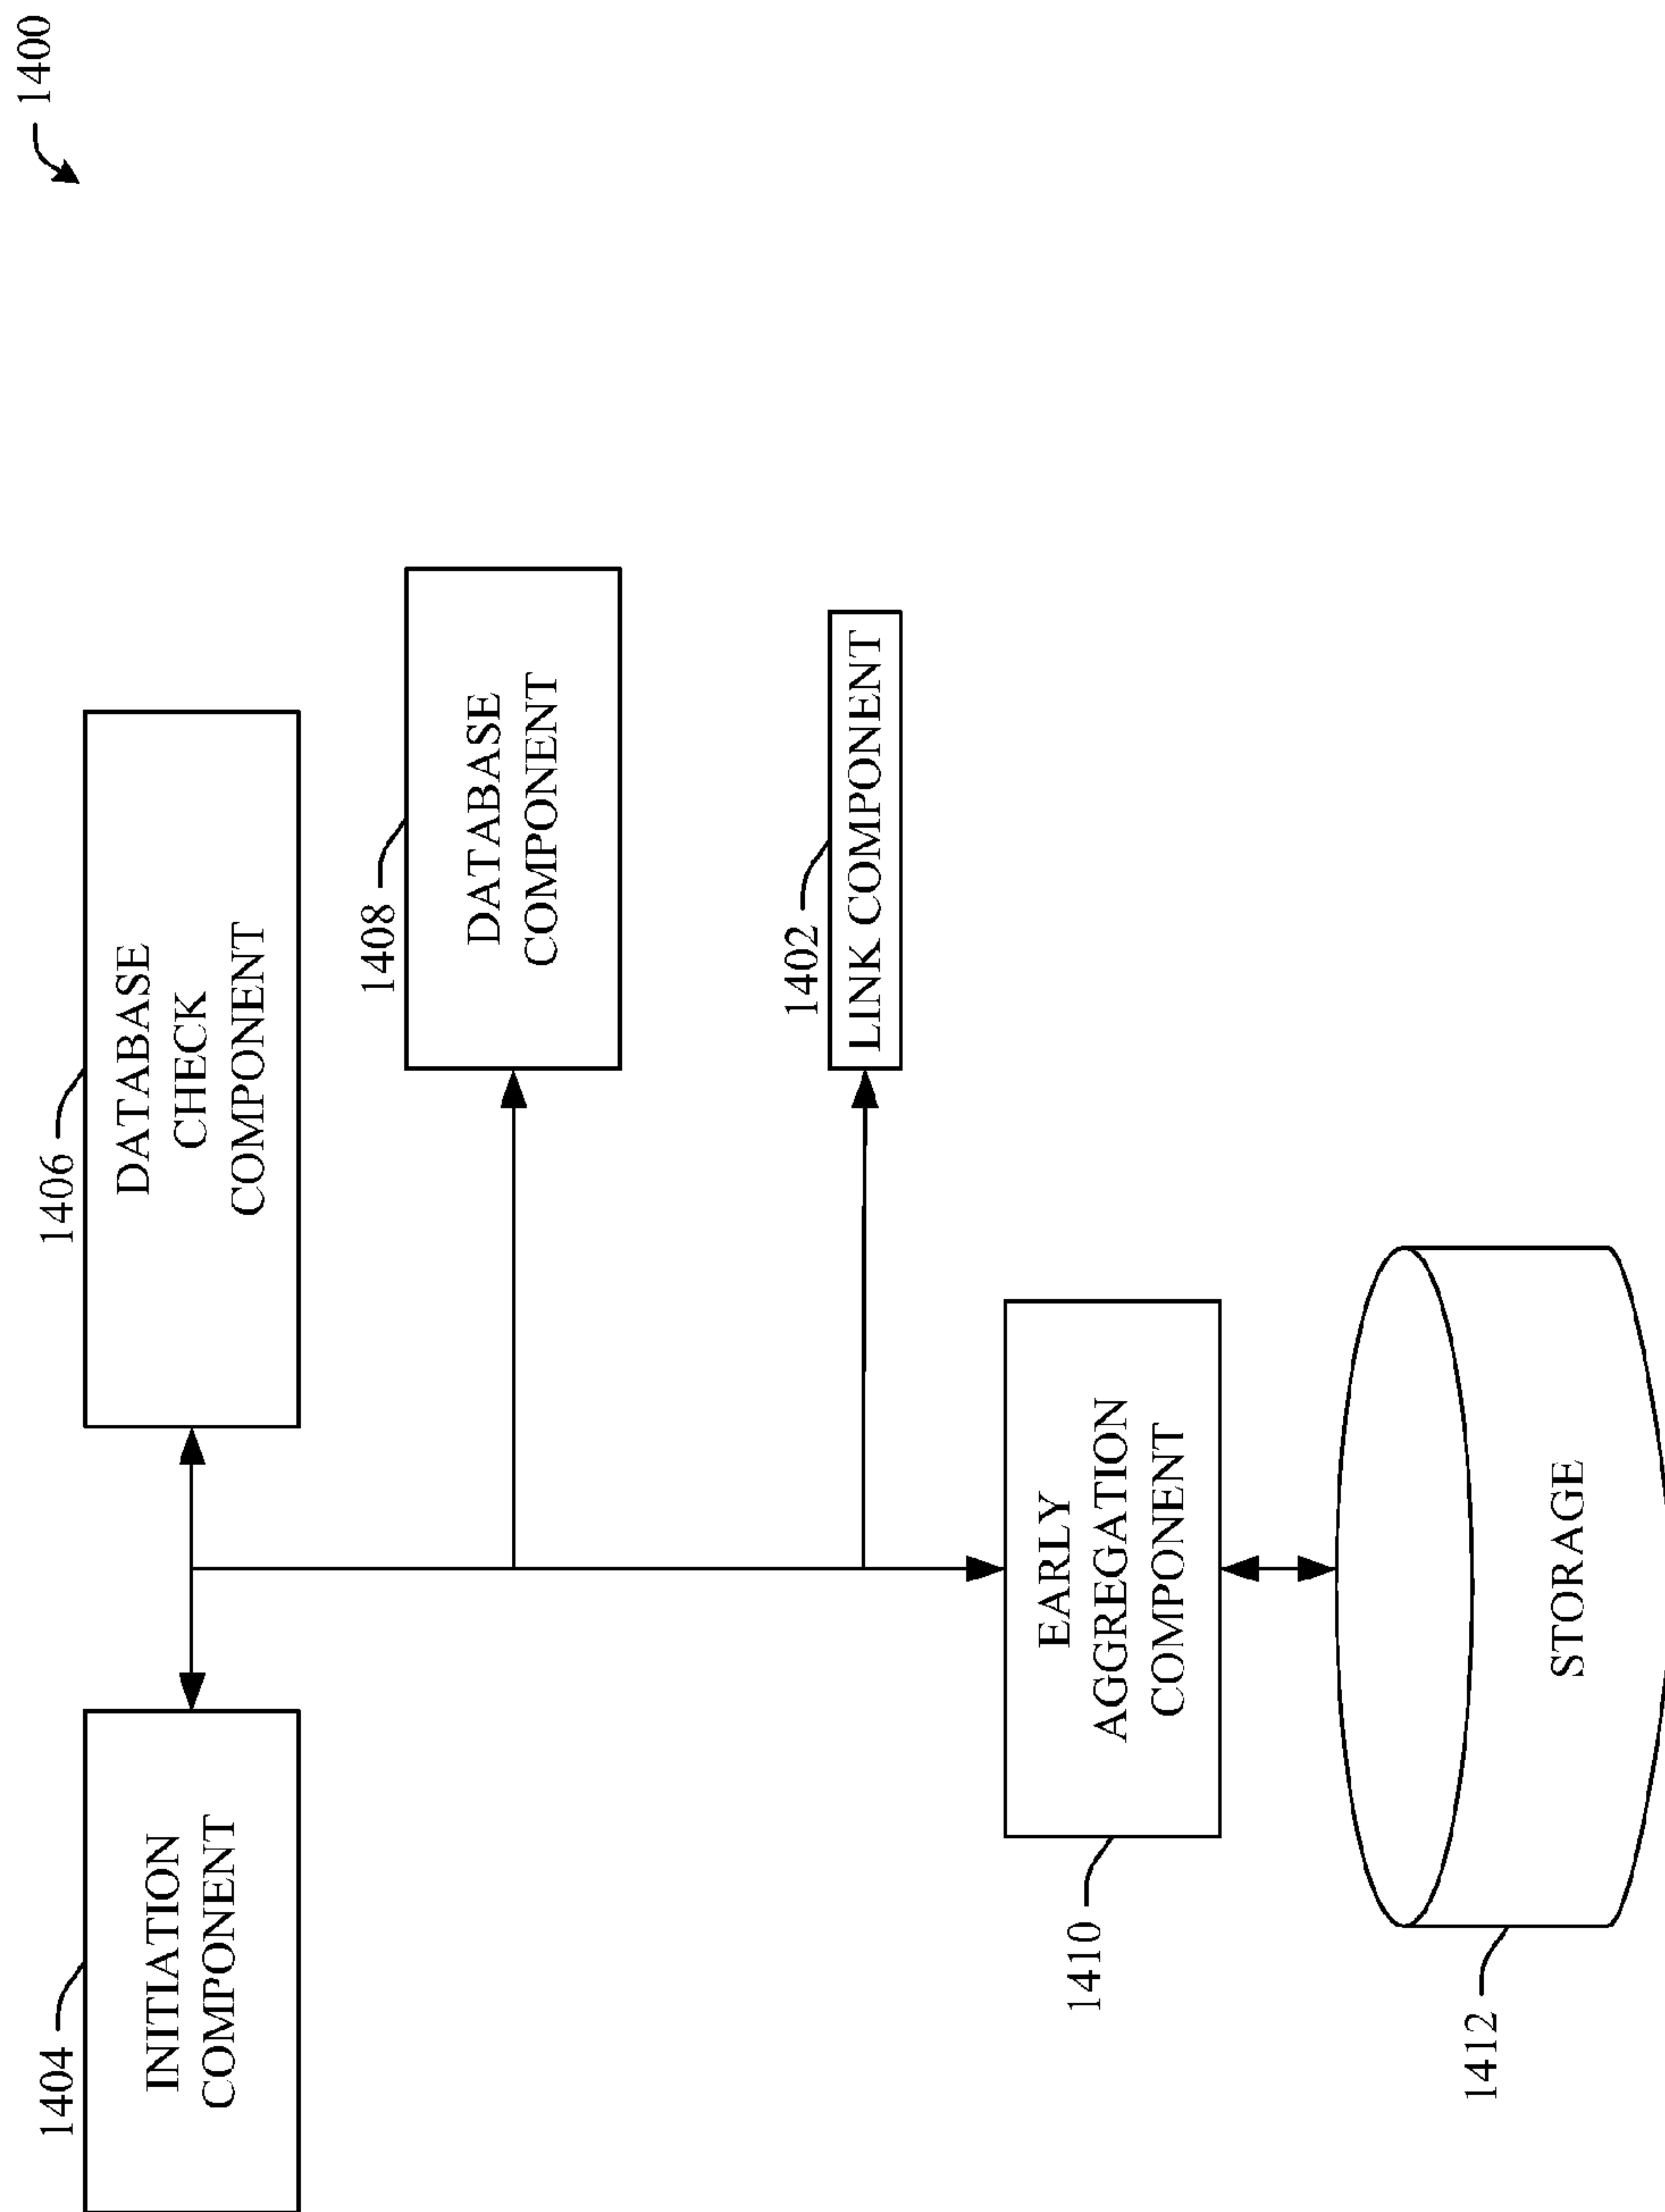 1400
1404
INITIATION
COMPONENT
1406
DATABASE
CHECK
COMPONENT
1408
DATABASE
COMPONENT
1402
LINK COMPONENT
1410
EARLY
AGGREGATION
COMPONENT
1412
STORAGE